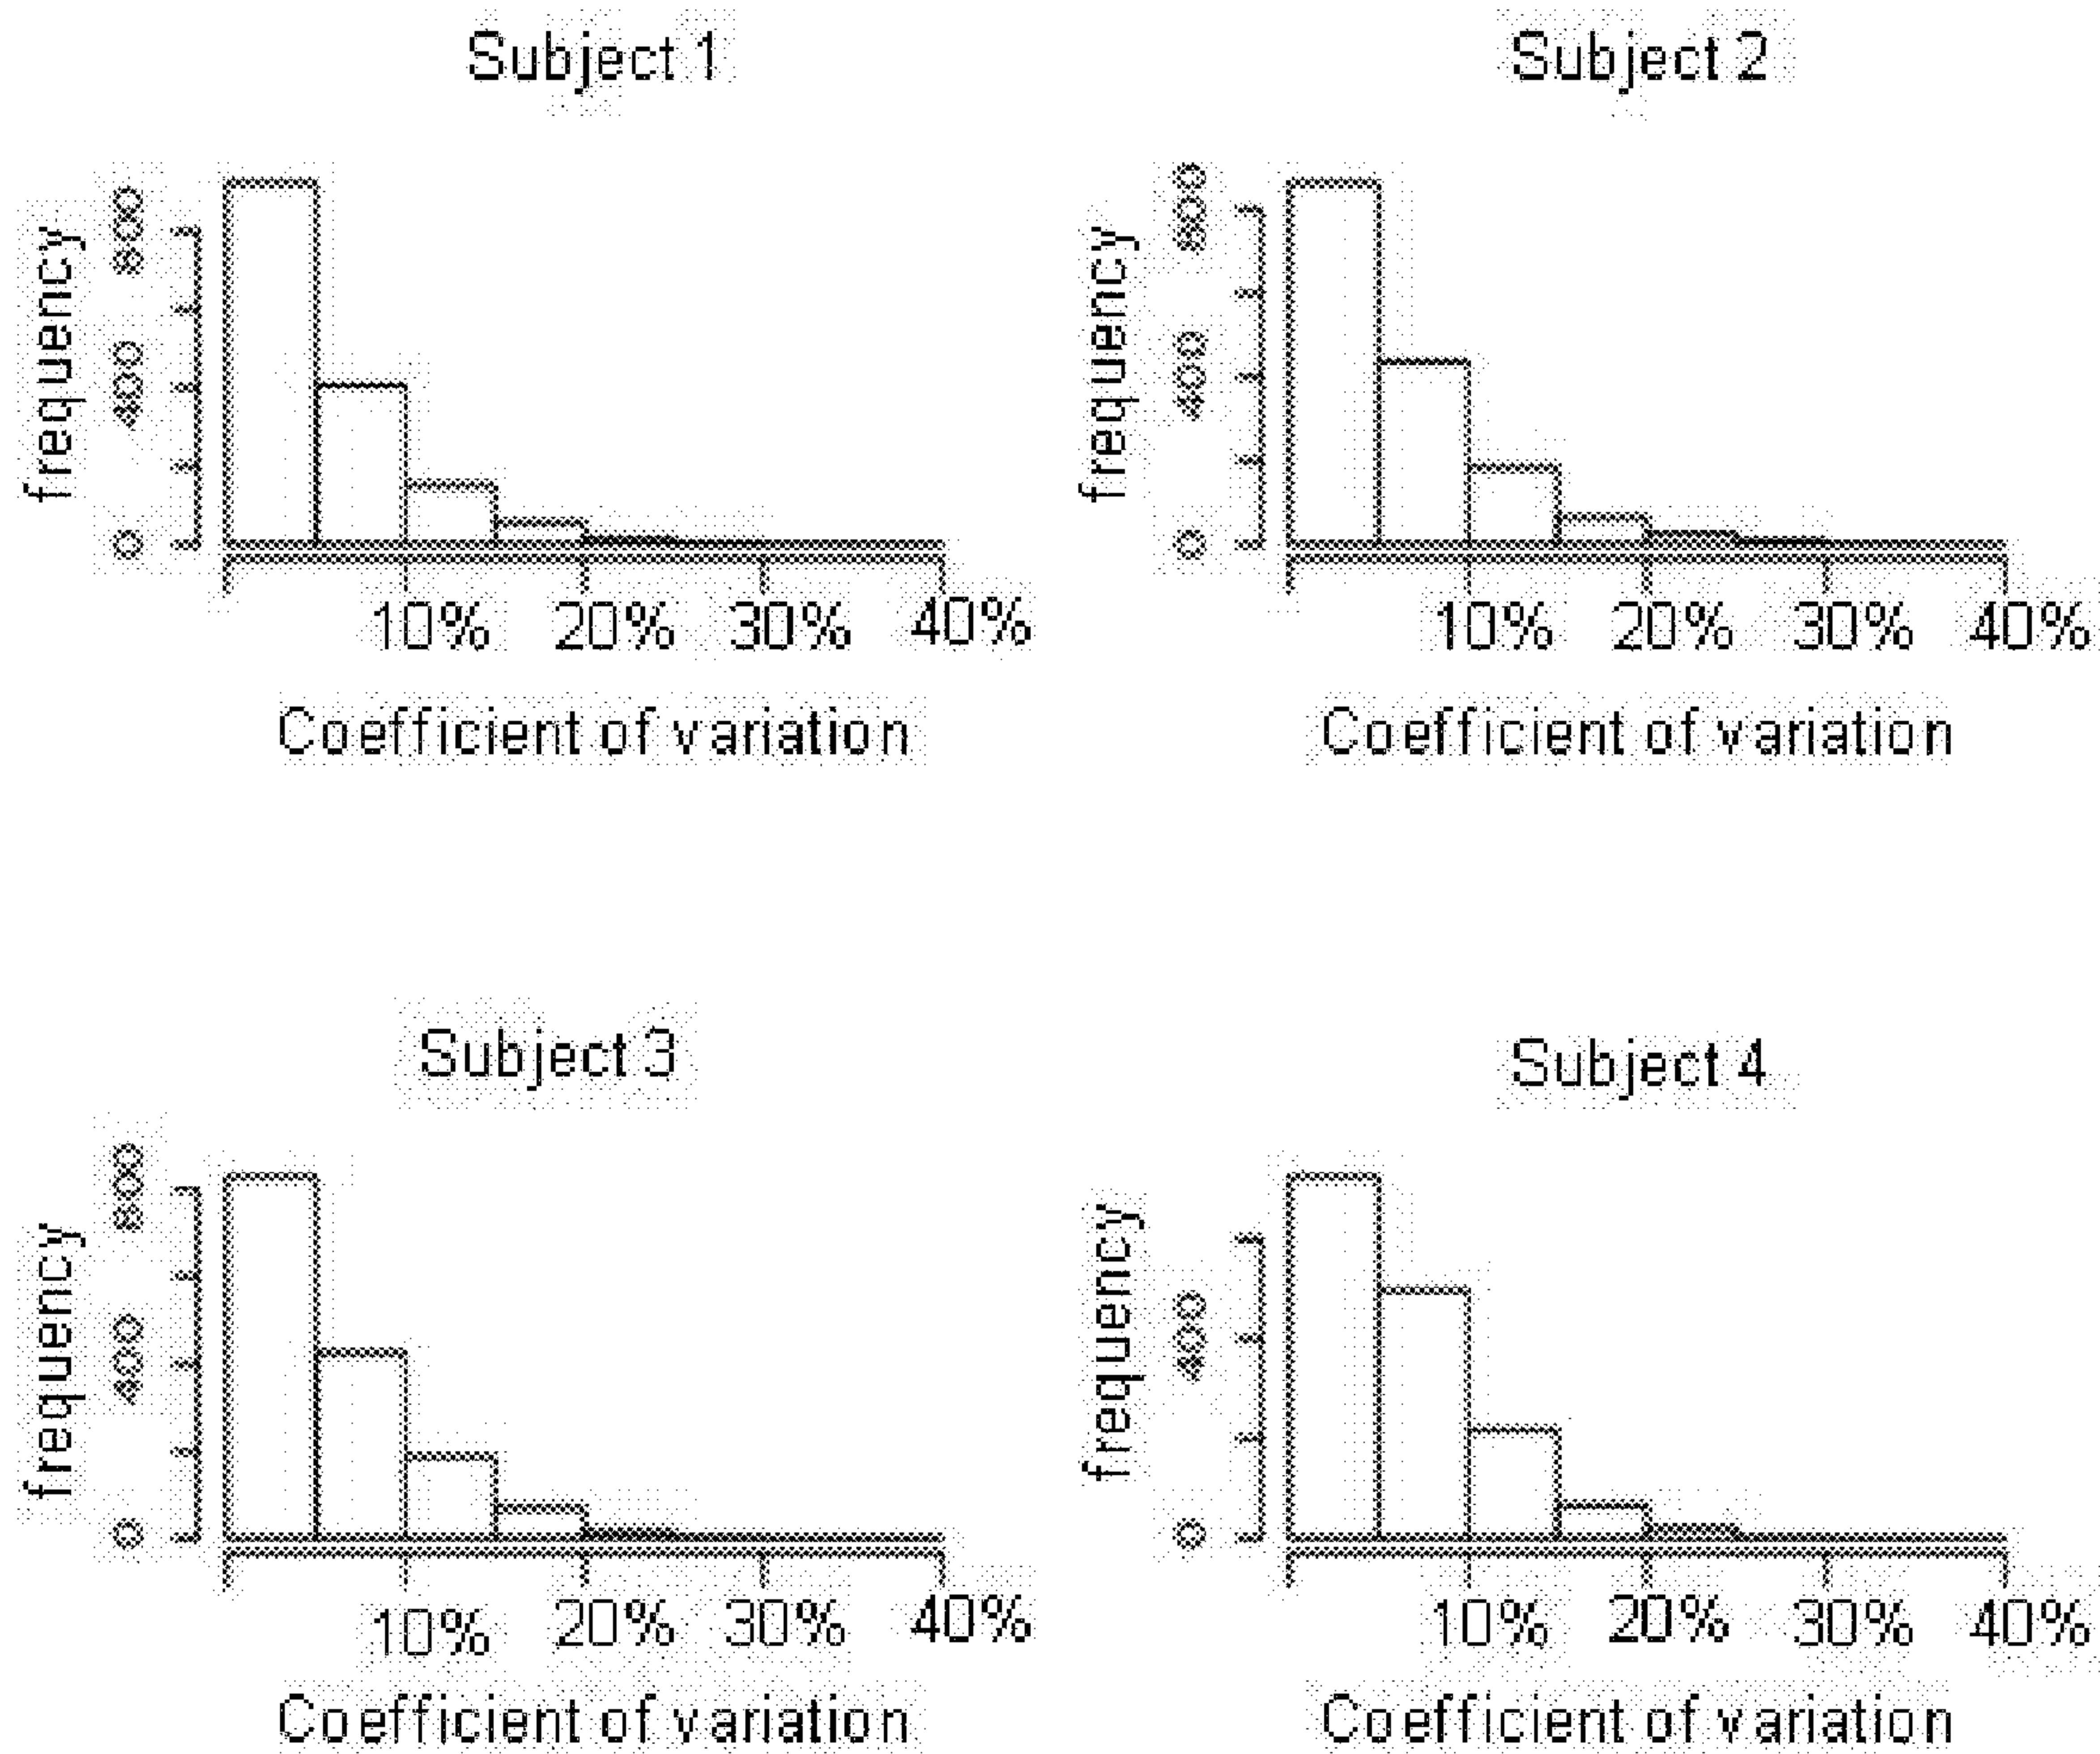 Subject 1
frequency
800
400
0
10% 20% 30% 40%
Coefficient of variation
Subject 2
frequency
800
400
0
10% 20% 30% 40%
Coefficient of variation
Subject 3
frequency
800
400
0
10% 20% 30% 40%
Coefficient of variation
Subject 4
frequency
400
0
10% 20% 30% 40%
Coefficient of variation